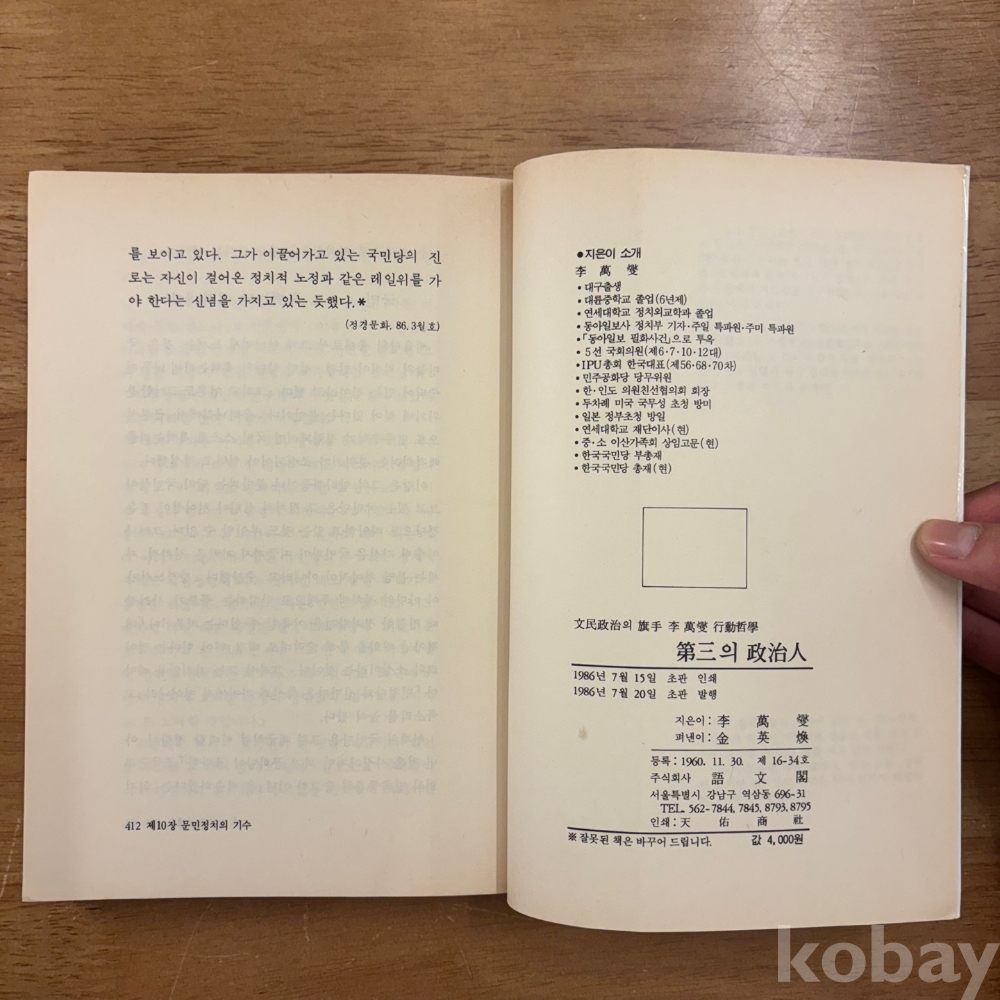 를 보이고 있다. 그가 이끌어가고 있는 국민당의 진
로는 자신이 걸어온 정치적 노정과 같은 레일위를 가
야 한다는 신념을 가지고 있는 듯했다.*
(정경문화. 86. 3월호)
412 제10장 문민정치의 기수
●지은이 소개
李 萬 燮
• 대구출생
• 대륜중학교 졸업(6년제)
• 연세대학교 정치외교학과 졸업
• 동아일보사 정치부 기자·주일 특파원·주미 특파원
•「동아일보 필화사건」으로 투옥
• 5선 국회의원(제6·7·10·12대)
• IPU총회 한국대표(제56·68·70차)
• 민주공화당 당무위원
• 한·인도 의원친선협의회 회장
• 두차례 미국 국무성 초청 방미
• 일본 정부초청 방일
• 연세대학교 재단이사(현)
• 중·소 이산가족회 상임고문(현)
• 한국국민당 부총재
• 한국국민당 총재(현)
文民政治의 旗手 李萬燮 行動哲學
第三의 政治人
1986년 7월 15일 초판 인쇄
1986년 7월 20일 초판 발행
지은이: 李 萬 燮
펴낸이: 金 英 煥
등록: 1960. 11. 30. 제 16-34호
주식회사 語 文 閣
서울특별시 강남구 역삼동 696-31
TEL. 562-7844, 7845, 8793, 8795
인쇄: 天 佑 商 社
※ 잘못된 책은 바꾸어 드립니다. 값 4,000원
kobay